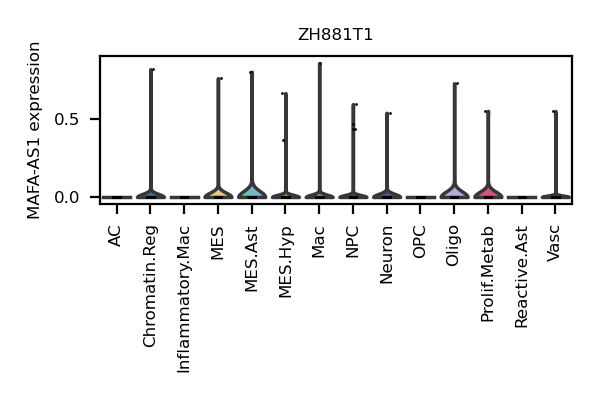 ZH881T1
MAFA-AS1 expression
0.5
0.0
AC
Chromatin.Reg
Inflammatory.Mac
MES
MES.Ast
MES.Hyp
Mac
NPC
Neuron
OPC
Oligo
Prolif.Metab
Reactive.Ast
Vasc